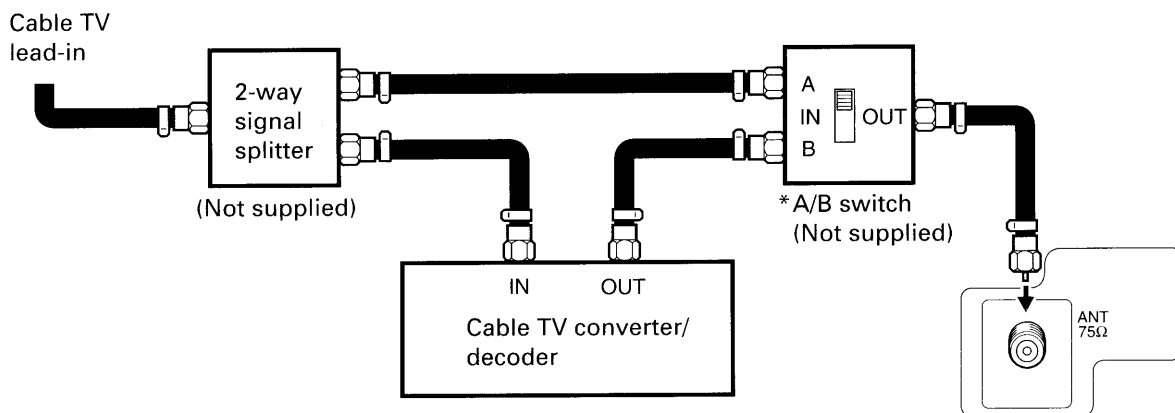 Cable TV
lead-in
2-way
signal
splitter
(Not supplied)
A
IN
OUT
B
*A/B switch
(Not supplied)
IN
OUT
Cable TV converter/
decoder
ANT
75Ω